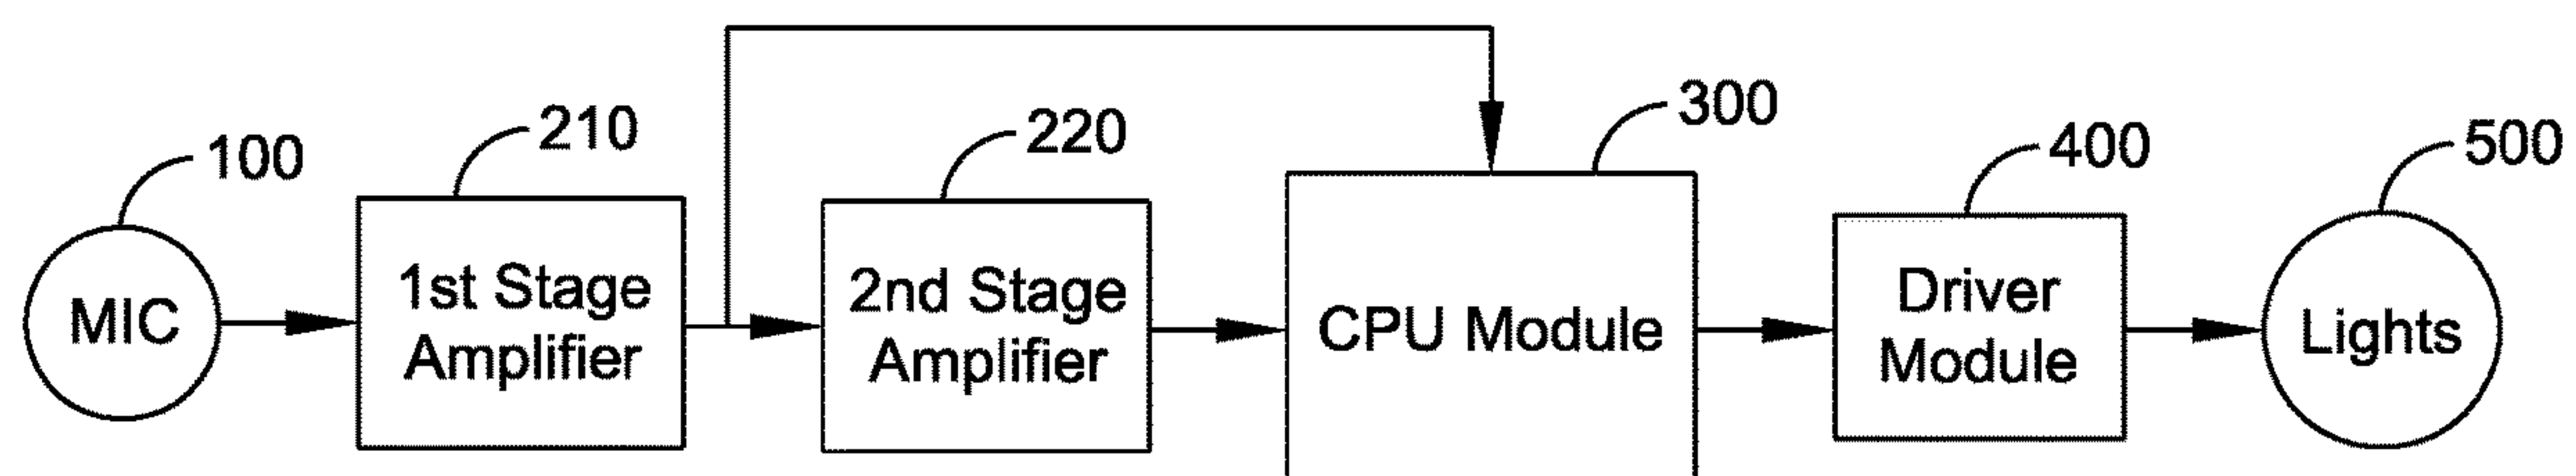 100
210
220
300
400
500
MIC
1st Stage
Amplifier
2nd Stage
Amplifier
CPU Module
Driver
Module
Lights